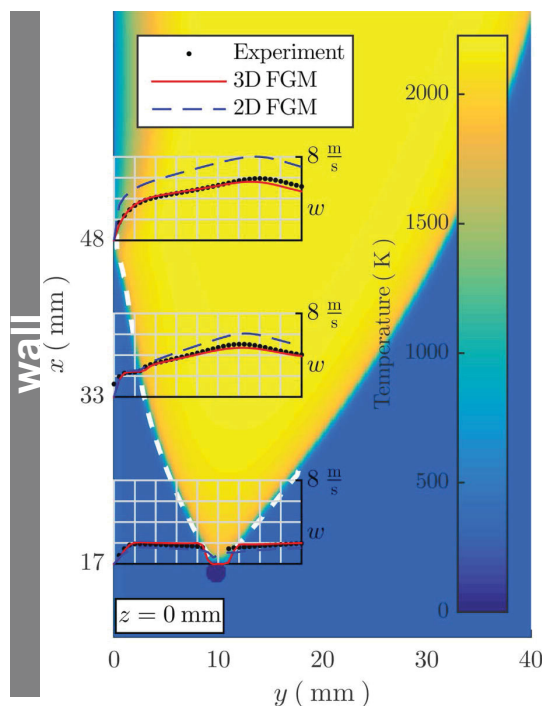 Experiment
3D FGM
2D FGM
2000
8 m/s
w
1500
48
wall
x ( mm )
Temperature ( K )
8 m/s
w
1000
33
8 m/s
w
500
17
0
z = 0 mm
0 10 20 30 40
y ( mm )